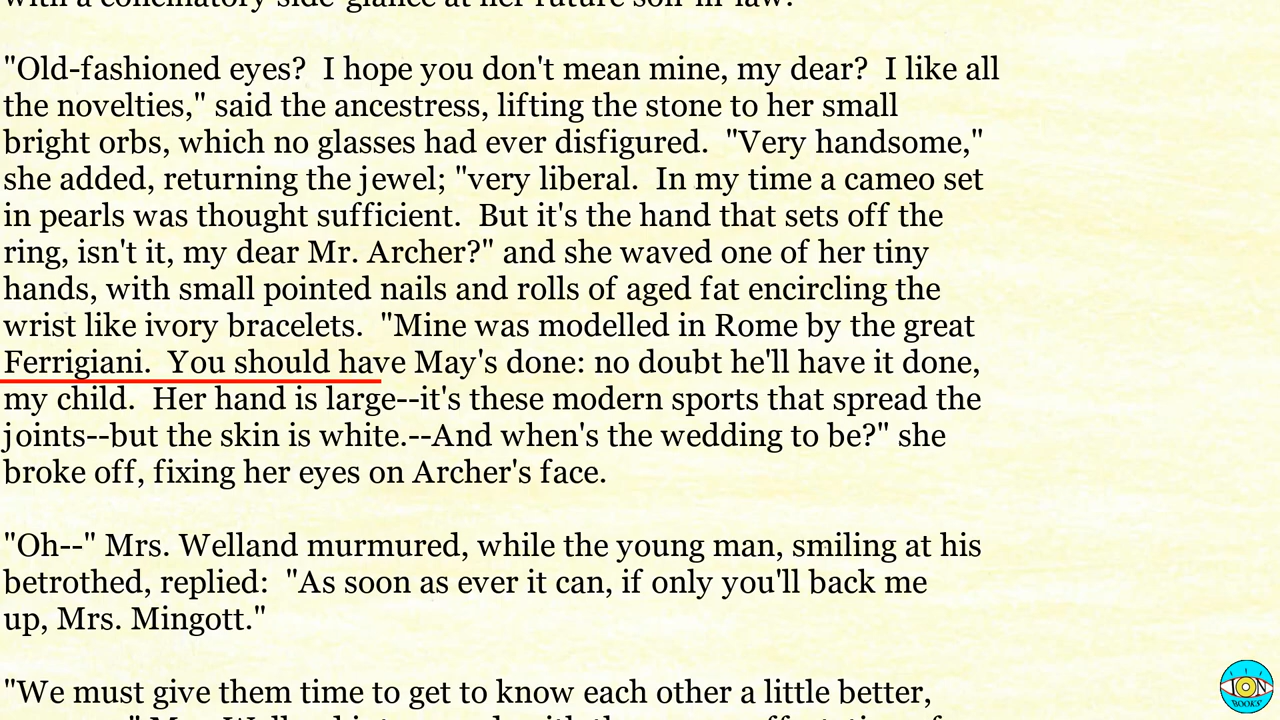 "Old-fashioned eyes?  I hope you don't mean mine, my dear?  I like all
the novelties," said the ancestress, lifting the stone to her small
bright orbs, which no glasses had ever disfigured.  "Very handsome,"
she added, returning the jewel; "very liberal.  In my time a cameo set
in pearls was thought sufficient.  But it's the hand that sets off the
ring, isn't it, my dear Mr. Archer?" and she waved one of her tiny
hands, with small pointed nails and rolls of aged fat encircling the
wrist like ivory bracelets.  "Mine was modelled in Rome by the great
Ferrigiani.  You should have May's done: no doubt he'll have it done,
my child.  Her hand is large--it's these modern sports that spread the
joints--but the skin is white.--And when's the wedding to be?" she
broke off, fixing her eyes on Archer's face.
"Oh--" Mrs. Welland murmured, while the young man, smiling at his
betrothed, replied:  "As soon as ever it can, if only you'll back me
up, Mrs. Mingott."
"We must give them time to get to know each other a little better,
ION
BOOKS